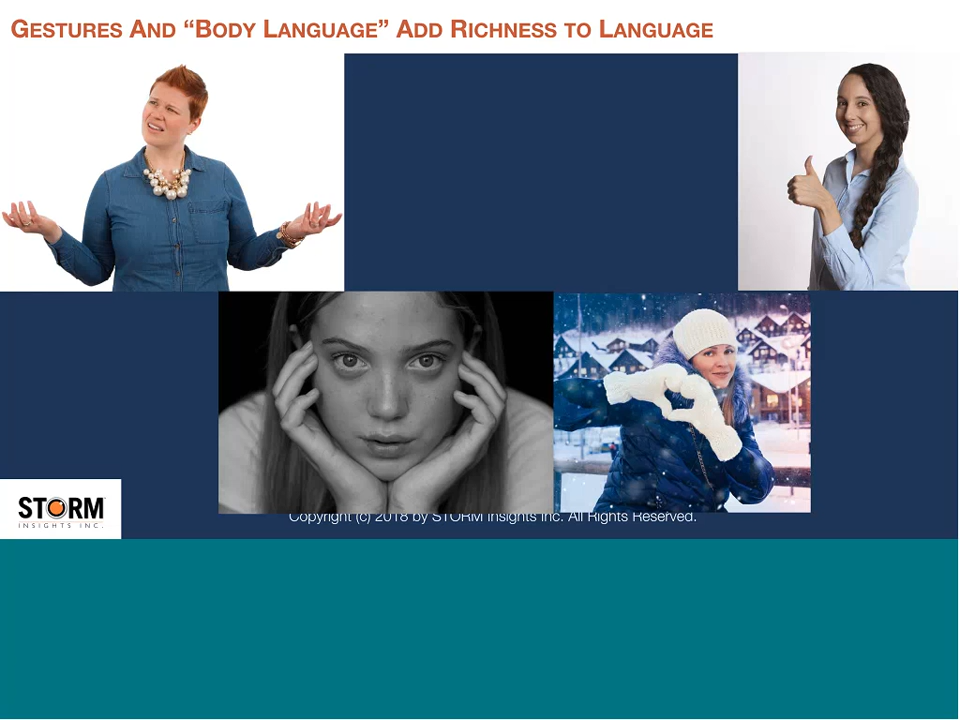 GESTURES AND “BODY LANGUAGE” ADD RICHNESS TO LANGUAGE
STORM
INSIGHTS INC.
Copyright (c) 2018 by STORM Insights Inc. All Rights Reserved.